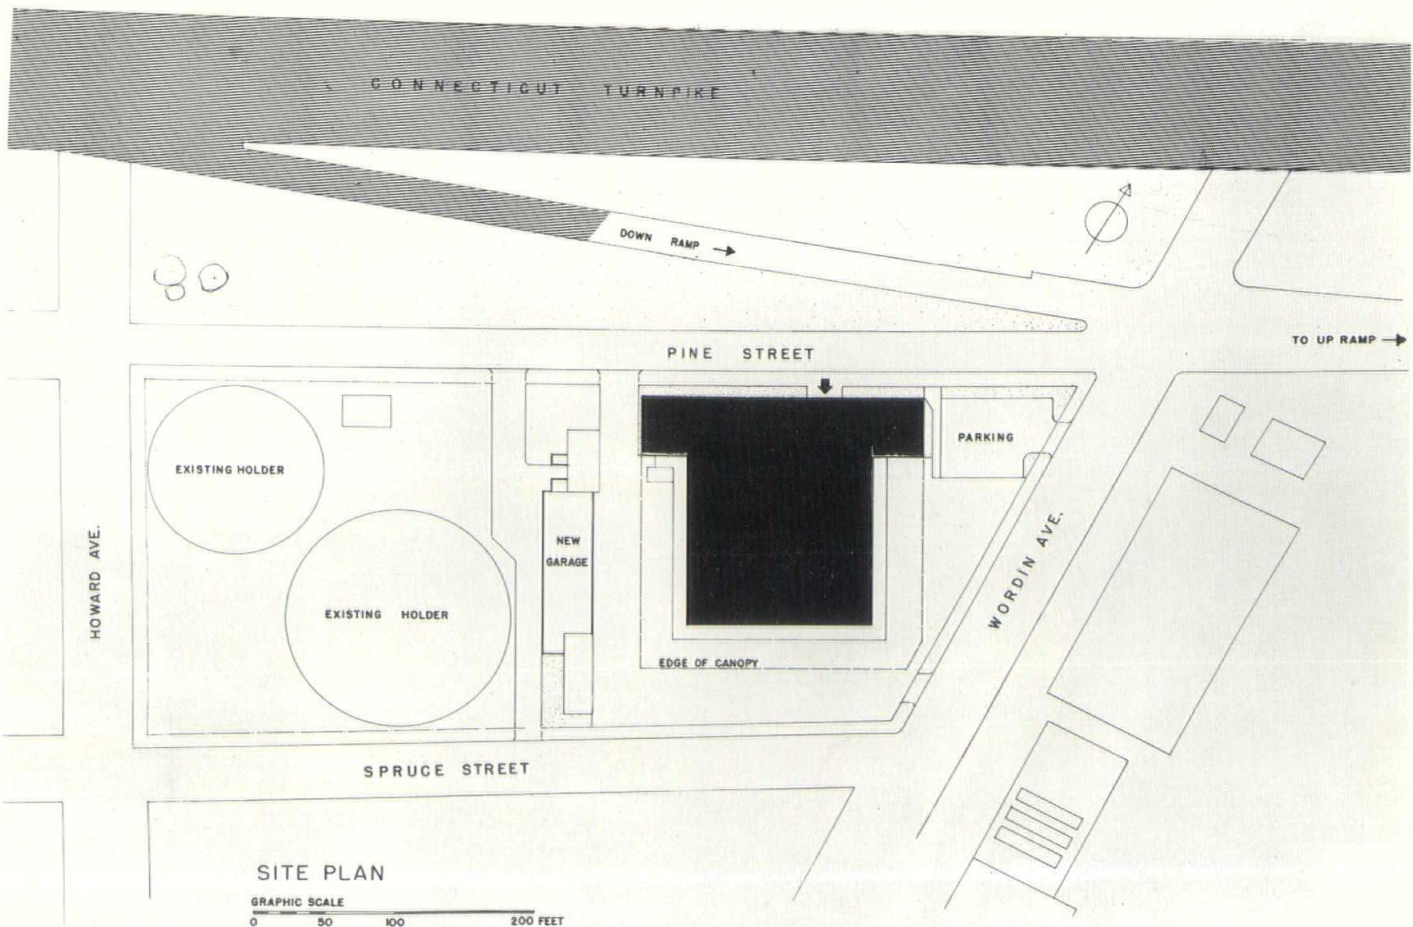 CONNECTICUT TURNPIKE
DOWN RAMP
TO UP RAMP
PINE STREET
PARKING
EXISTING HOLDER
NEW
GARAGE
HOWARD AVE.
EXISTING HOLDER
WORDIN AVE.
EDGE OF CANOPY
SPRUCE STREET
SITE PLAN
GRAPHIC SCALE
0 50 100 200 FEET